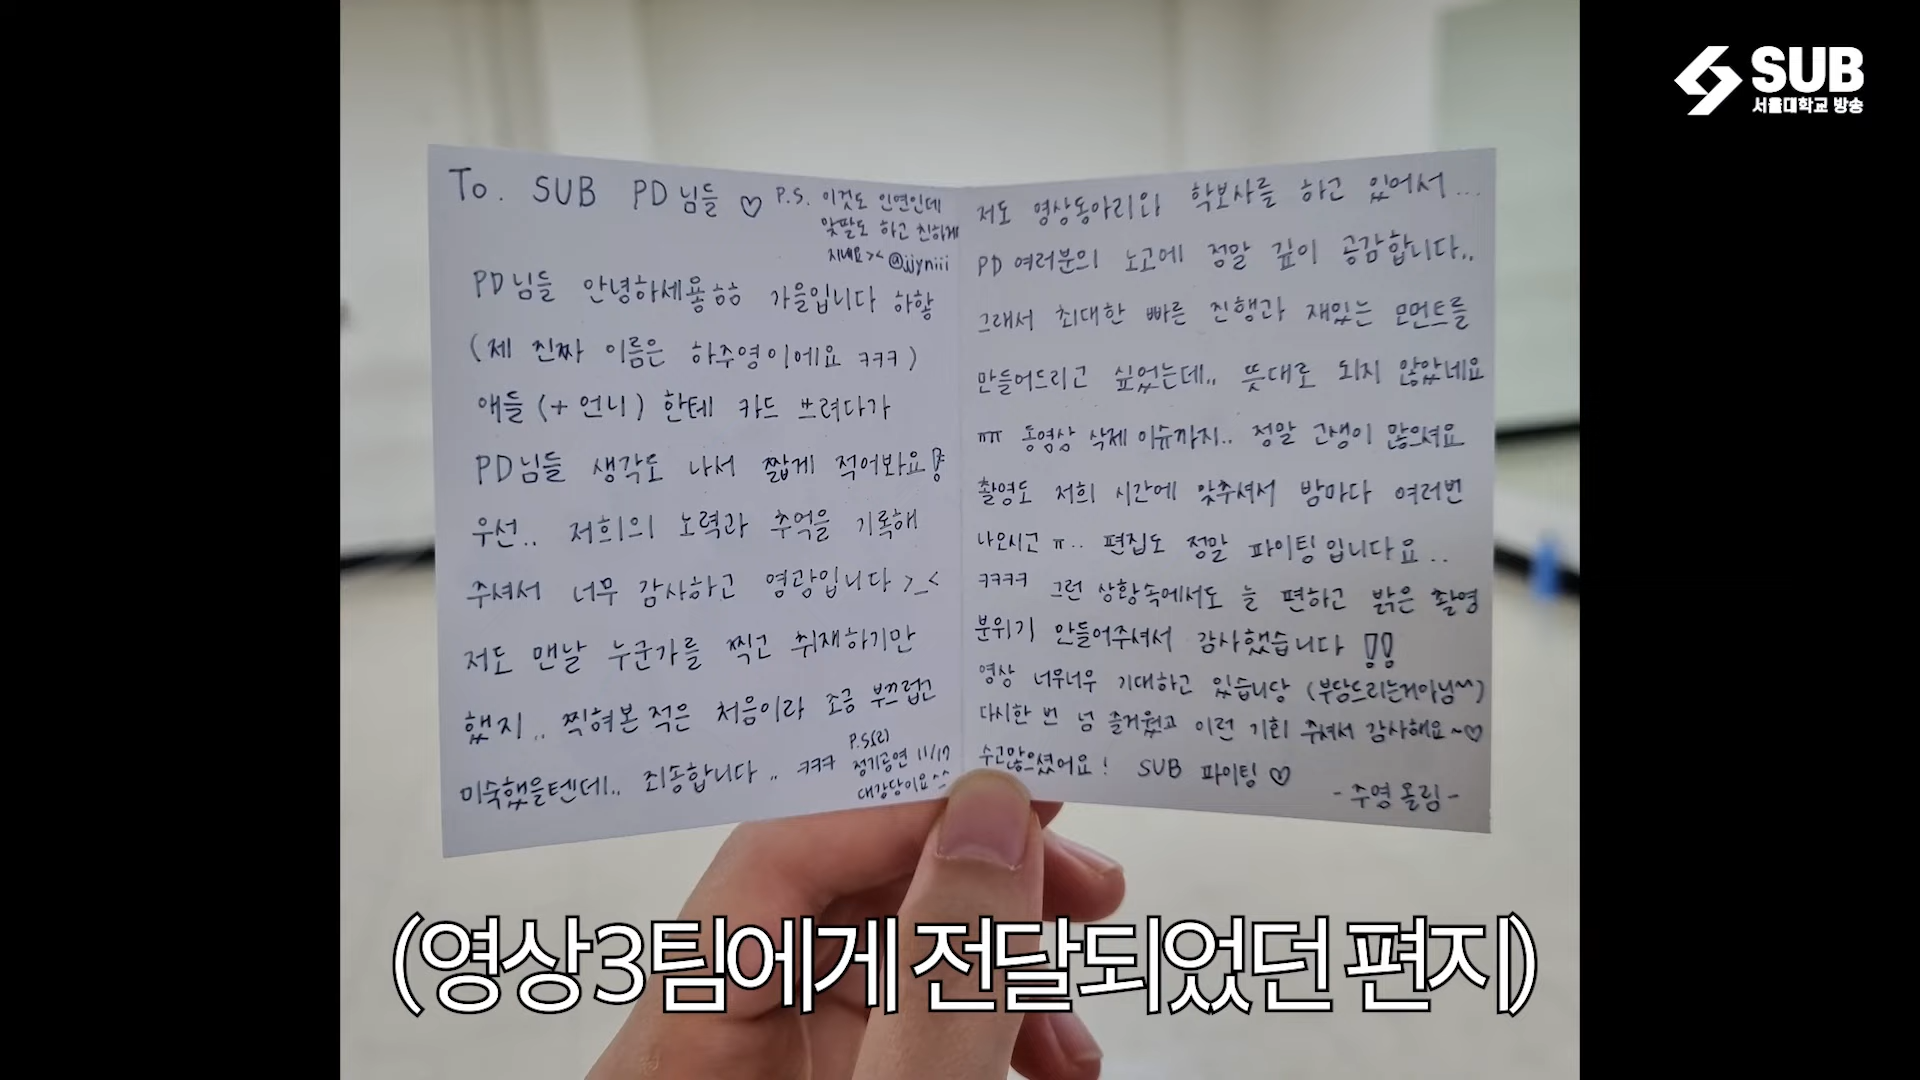 SUB
서울대학교 방송
To. SUB PD님들 ♡
P.S. 이것도 인연인데
맞팔도 하고 친하게
지내요>< @jjyniii
PD님들 안녕하세용ㅎㅎ 가을입니다 하핳
(제 진짜 이름은 하주영이에요 ㅋㅋㅋ)
애들(+언니)한테 카드 쓰려다가
PD님들 생각도 나서 짧게 적어봐요
우선.. 저희의 노력과 추억을 기록해
주셔서 너무 감사하고 영광입니다 >_<
저도 맨날 누군가를 찍고 취재하기만
했지.. 찍혀본 적은 처음이라 조금 부끄럽고
미숙했을텐데.. 죄송합니다.. ㅋㅋㅋ
P.S(2)
정기공연 11/17
대강당이요^^
저도 영상동아리와 학보사를 하고 있어서...
PD 여러분의 노고에 정말 깊이 공감합니다..
그래서 최대한 빠른 진행과 재밌는 모먼트를
만들어드리고 싶었는데.. 뜻대로 되지 않았네요
ㅠㅠ 동영상 삭제 이슈까지.. 정말 고생이 많으셔요
촬영도 저희 시간에 맞추셔서 밤마다 여러번
나오시고 ㅠ.. 편집도 정말 파이팅입니다요..
ㅋㅋㅋㅋ 그런 상황속에서도 늘 편하고 밝은 촬영
분위기 만들어주셔서 감사했습니다 !!
영상 너무너무 기대하고 있습니당 (부담드리는거아님~)
다시한 번 넘 즐거웠고 이런 기회 주셔서 감사해요~♡
수고많으셨어요! SUB 파이팅♡
-주영 올림-
(영상3팀에게 전달되었던 편지)